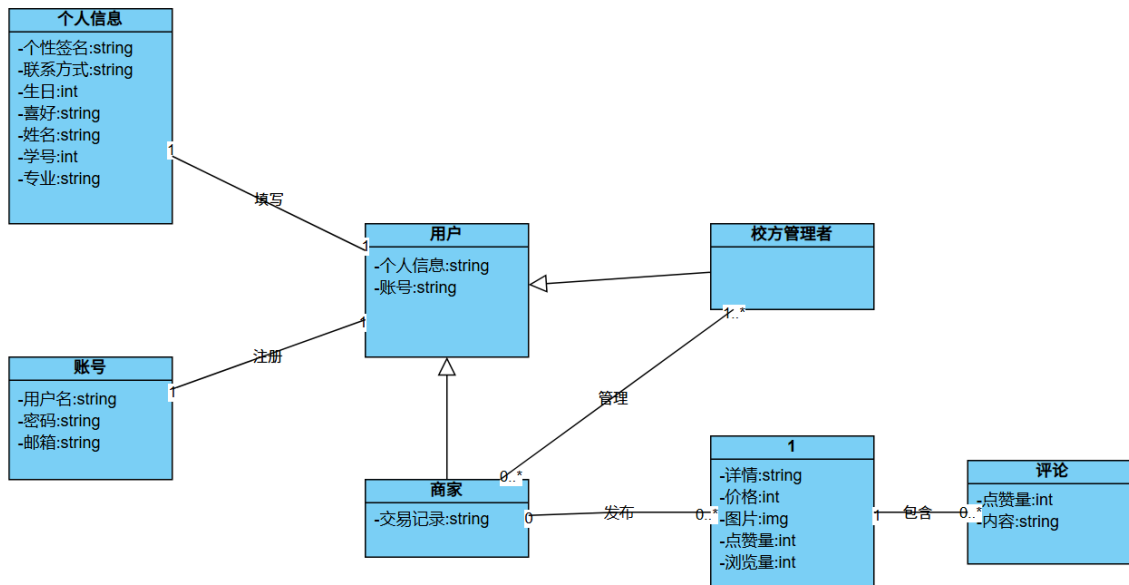 个人信息
-个性签名:string
-联系方式:string
-生日:int
-喜好:string
-姓名:string
-学号:int
-专业:string
1
填写
1
用户
-个人信息:string
-账号:string
校方管理者
1..*
1
注册
1
账号
-用户名:string
-密码:string
-邮箱:string
管理
0..*
商家
-交易记录:string
0
发布
0..*
1
-详情:string
-价格:int
-图片:img
-点赞量:int
-浏览量:int
1
包含
0..*
评论
-点赞量:int
-内容:string